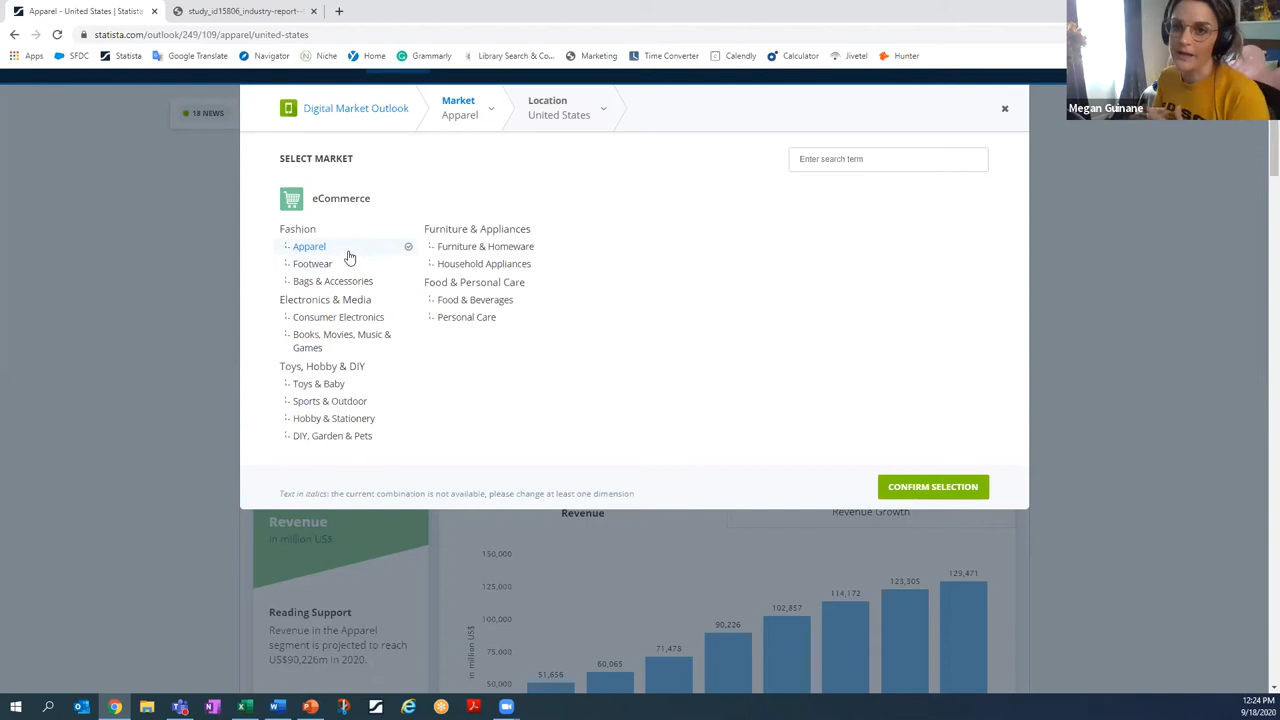 Apparel - United States | Statista
study_id15806_industry-report--
statista.com/outlook/249/109/apparel/united-states
Apps
SFDC
Statista
Google Translate
Navigator
Niche
Home
Grammarly
Library Search & Co...
Marketing
Time Converter
Calendly
Calculator
Jivetel
Hunter
Megan Guinane
18 NEWS
Digital Market Outlook
Market
Apparel
Location
United States
SELECT MARKET
Enter search term
eCommerce
Fashion
Apparel
Footwear
Bags & Accessories
Electronics & Media
Consumer Electronics
Books, Movies, Music &
Games
Toys, Hobby & DIY
Toys & Baby
Sports & Outdoor
Hobby & Stationery
DIY, Garden & Pets
Furniture & Appliances
Furniture & Homeware
Household Appliances
Food & Personal Care
Food & Beverages
Personal Care
Text in italics: the current combination is not available, please change at least one dimension
CONFIRM SELECTION
Revenue
in million US$
Reading Support
Revenue in the Apparel
segment is projected to reach
US$90,226m in 2020.
Revenue
Revenue Growth
in million US$
150,000
125,000
100,000
75,000
50,000
51,656
60,065
71,473
90,226
102,857
114,172
123,305
129,471
12:24 PM
9/18/2020